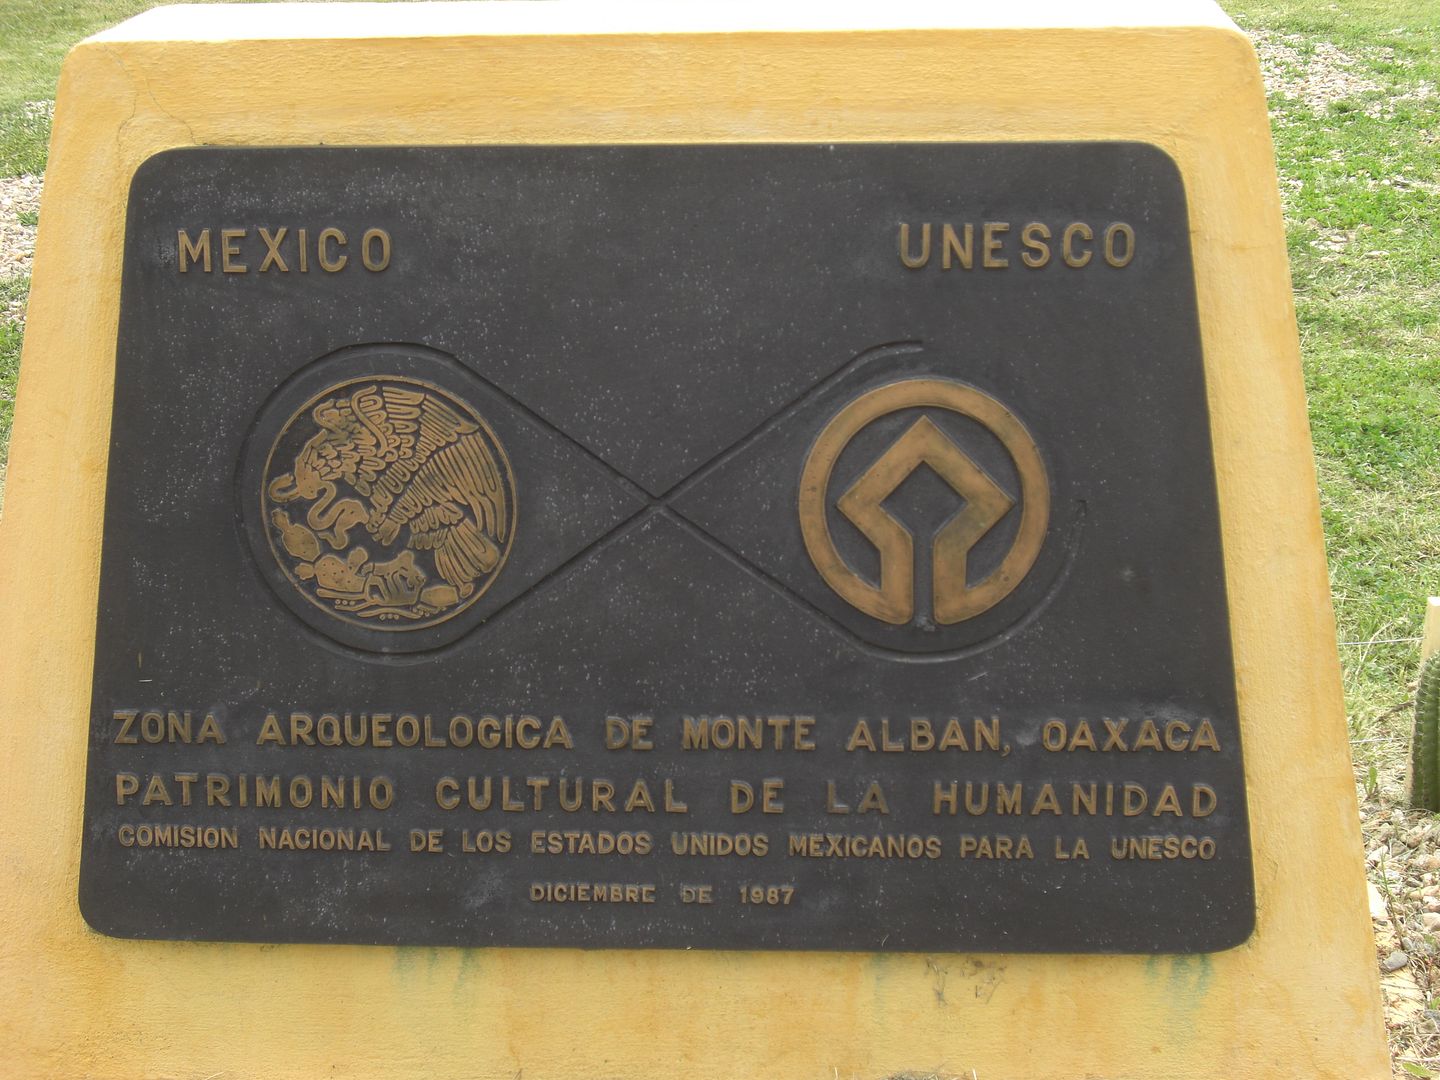 MEXICO UNESCO
ZONA ARQUEOLOGICA DE MONTE ALBAN, OAXACA
PATRIMONIO CULTURAL DE LA HUMANIDAD
COMISION NACIONAL DE LOS ESTADOS UNIDOS MEXICANOS PARA LA UNESCO
DICIEMBRE DE 1987